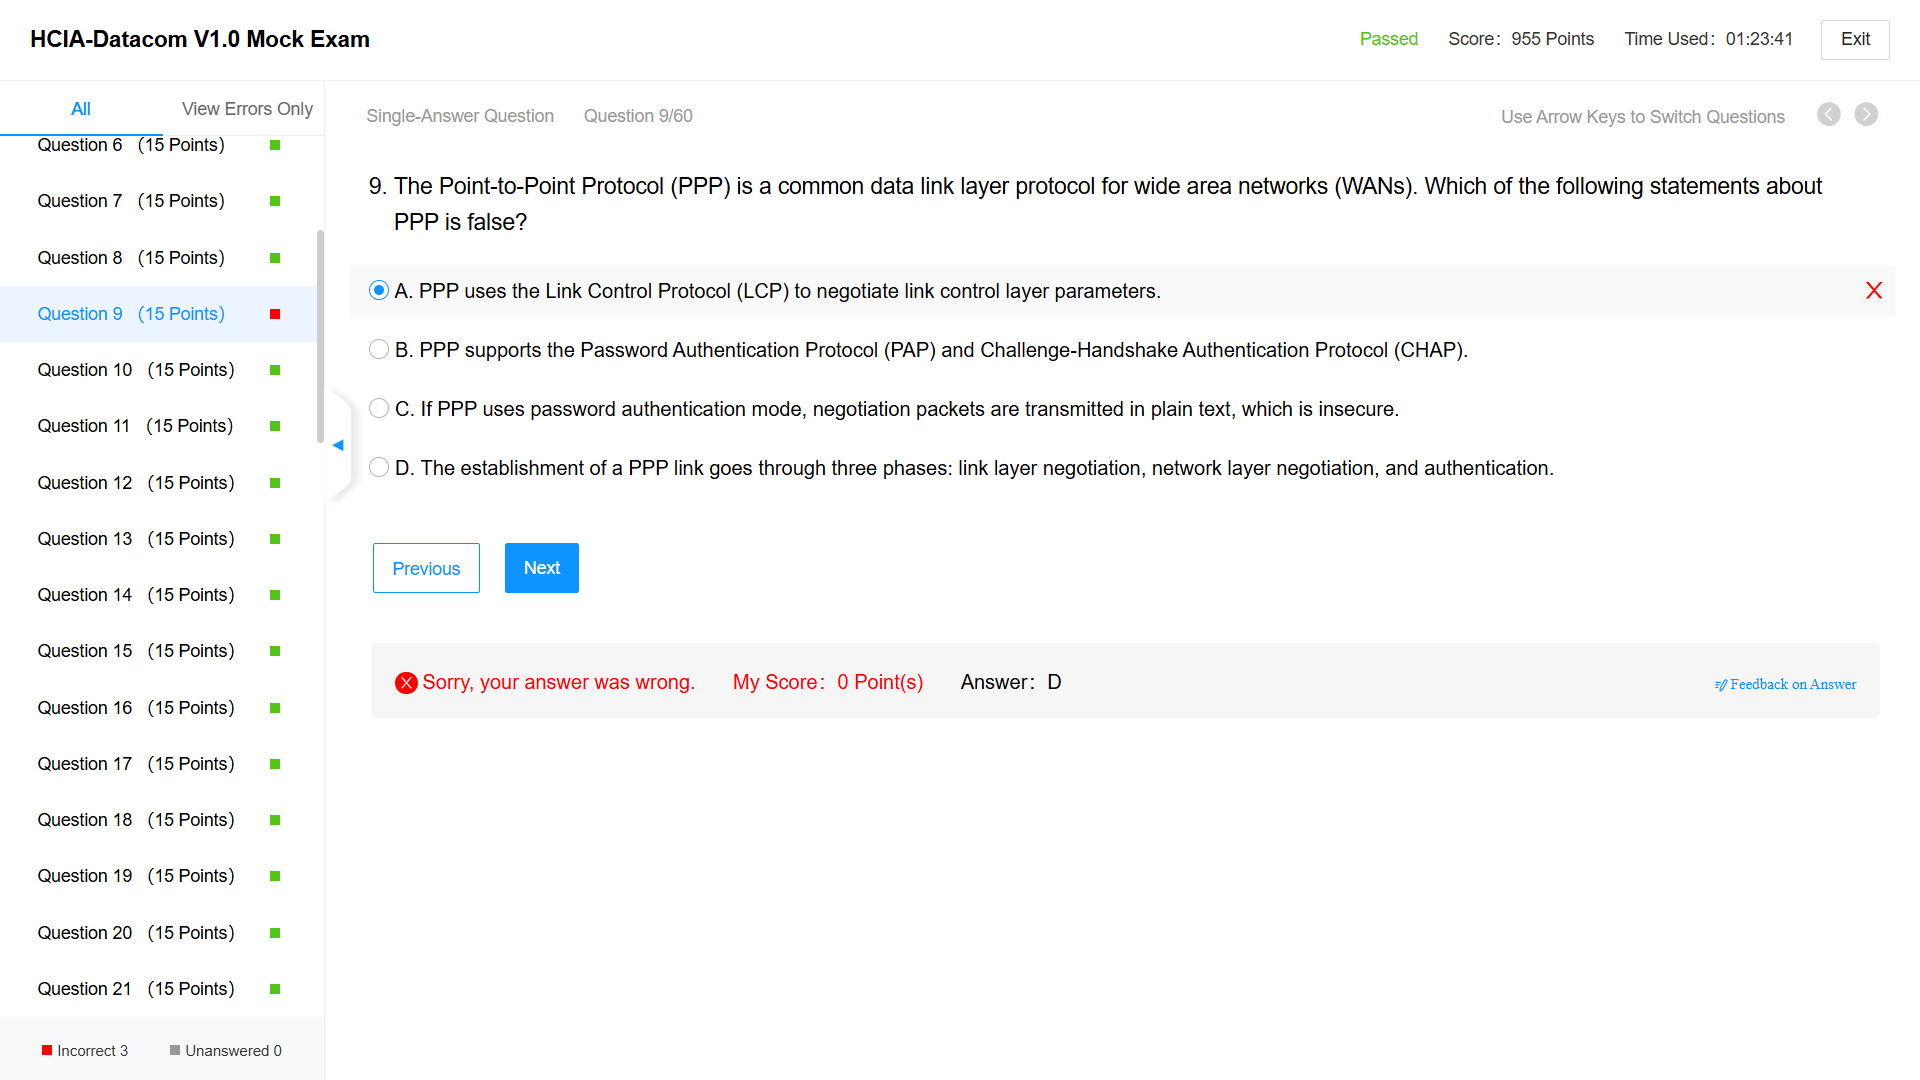 HCIA-Datacom V1.0 Mock Exam
Passed
Score：955 Points
Time Used：01:23:41
Exit
All
View Errors Only
Question 6 （15 Points）
Question 7 （15 Points）
Question 8 （15 Points）
Question 9 （15 Points）
Question 10 （15 Points）
Question 11 （15 Points）
Question 12 （15 Points）
Question 13 （15 Points）
Question 14 （15 Points）
Question 15 （15 Points）
Question 16 （15 Points）
Question 17 （15 Points）
Question 18 （15 Points）
Question 19 （15 Points）
Question 20 （15 Points）
Question 21 （15 Points）
Incorrect 3
Unanswered 0
Single-Answer Question
Question 9/60
Use Arrow Keys to Switch Questions
9. The Point-to-Point Protocol (PPP) is a common data link layer protocol for wide area networks (WANs). Which of the following statements about
PPP is false?
A. PPP uses the Link Control Protocol (LCP) to negotiate link control layer parameters.
B. PPP supports the Password Authentication Protocol (PAP) and Challenge-Handshake Authentication Protocol (CHAP).
C. If PPP uses password authentication mode, negotiation packets are transmitted in plain text, which is insecure.
D. The establishment of a PPP link goes through three phases: link layer negotiation, network layer negotiation, and authentication.
Previous
Next
Sorry, your answer was wrong.
My Score：0 Point(s)
Answer：D
Feedback on Answer